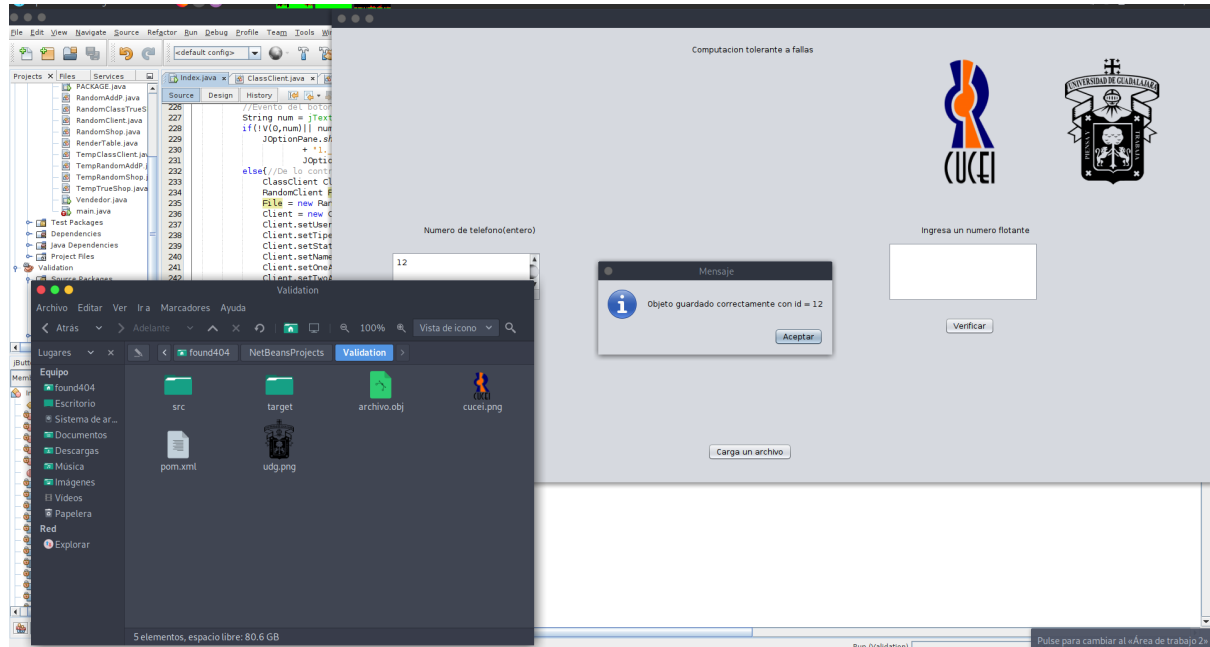 File Edit View Navigate Source Refactor Run Debug Profile Team Tools
<default config>
Projects Files Services
PACKAGE.java
RandomAddP.java
RandomClassTrueS
RandomClient.java
RandomShop.java
RenderTable.java
TempClassClient.jav
TempRandomAddP.j
TempRandomShop.j
TempTrueShop.java
Vendedor.java
main.java
Test Packages
Dependencies
Java Dependencies
Project Files
Validation
Source Packages
Index.java ClassClient.java
Source Design History
226 //Evento del boton
227 String num = jText
228 if(!V(0,num)|| num
229 JOptionPane.sh
230 + "1.
231 JOptio
232 else{//De lo contr
233 ClassClient Cl
234 RandomClient F
235 File = new Ran
236 Client = new C
237 Client.setUser
238 Client.setTipe
239 Client.setStat
240 Client.setName
241 Client.setOneA
242 Client.setTwoA
Computacion tolerante a fallas
CUCEI
UNIVERSIDAD DE GUADALAJARA
PIENSA Y TRABAJA
Numero de telefono(entero)
12
Ingresa un numero flotante
Verificar
Mensaje
Objeto guardado correctamente con id = 12
Aceptar
Carga un archivo
Validation
Archivo Editar Ver Ir a Marcadores Ayuda
Atrás Adelante 100% Vista de icono
Lugares found404 NetBeansProjects Validation
Equipo
found404
Escritorio
Sistema de ar...
Documentos
Descargas
Música
Imágenes
Vídeos
Papelera
Red
Explorar
src target archivo.obj cucei.png
pom.xml udg.png
5 elementos, espacio libre: 80.6 GB
Run (Validation)
Pulse para cambiar al «Área de trabajo 2»